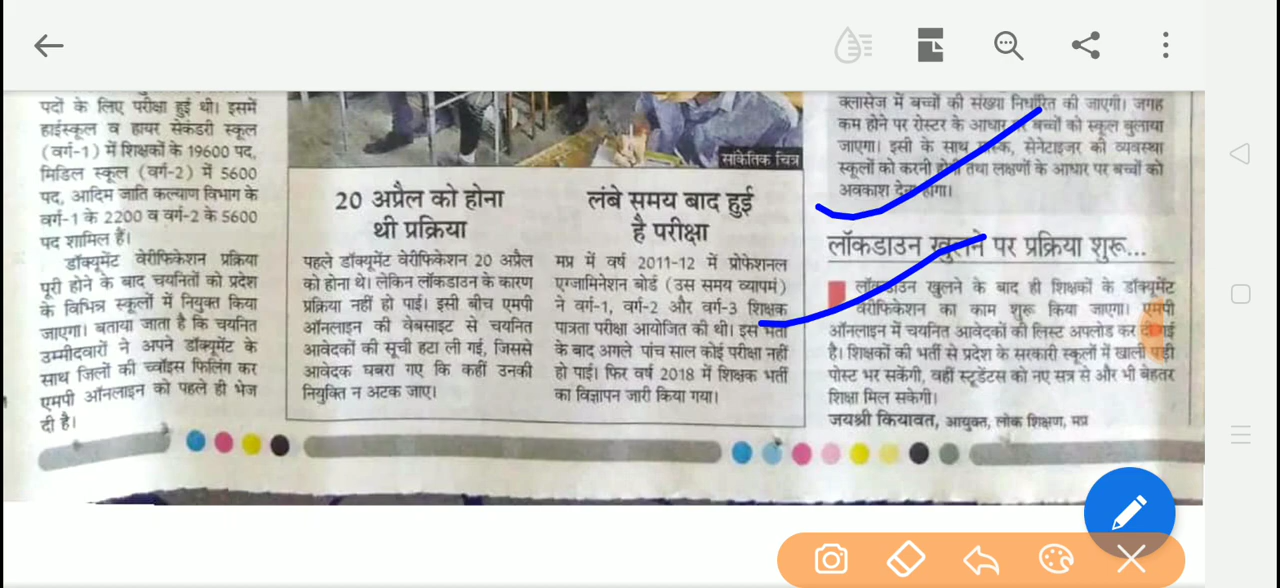 पदों के लिए परीक्षा हुई थी। इसमें
हाईस्कूल व हायर सेकंडरी स्कूल
(वर्ग-1) में शिक्षकों के 19600 पद,
मिडिल स्कूल (वर्ग-2) में 5600
पद, आदिम जाति कल्याण विभाग के
वर्ग-1 के 2200 व वर्ग-2 के 5600
पद शामिल हैं।
डॉक्यूमेंट वेरीफिकेशन प्रक्रिया
पूरी होने के बाद चयनितों को प्रदेश
के विभिन्न स्कूलों में नियुक्त किया
जाएगा। बताया जाता है कि चयनित
उम्मीदवारों ने अपने डॉक्यूमेंट के
साथ जिलों की च्वॉइस फिलिंग कर
एमपी ऑनलाइन को पहले ही भेज
दी है।
सांकेतिक चित्र
20 अप्रैल को होना
थी प्रक्रिया
पहले डॉक्यूमेंट वेरीफिकेशन 20 अप्रैल
को होना था। लेकिन लॉकडाउन के कारण
प्रक्रिया नहीं हो पाई। इसी बीच एमपी
ऑनलाइन की वेबसाइट से चयनित
आवेदकों की सूची हटा ली गई, जिससे
आवेदक घबरा गए कि कहीं उनकी
नियुक्ति न अटक जाए।
लंबे समय बाद हुई
है परीक्षा
मप्र में वर्ष 2011-12 में प्रोफेशनल
एग्जामिनेशन बोर्ड (उस समय व्यापमं)
ने वर्ग-1, वर्ग-2 और वर्ग-3 शिक्षक
पात्रता परीक्षा आयोजित की थी। इस भर्ती
के बाद अगले पांच साल कोई परीक्षा नहीं
हो पाई। फिर वर्ष 2018 में शिक्षक भर्ती
का विज्ञापन जारी किया गया।
क्लासेज में बच्चों की संख्या निर्धारित की जाएगी। जगह
कम होने पर रोस्टर के आधार पर बच्चों को स्कूल बुलाया
जाएगा। इसी के साथ मास्क, सेनेटाइजर की व्यवस्था
स्कूलों को करनी होगी तथा लक्षणों के आधार पर बच्चों को
अवकाश देना होगा।
लॉकडाउन खुलने पर प्रक्रिया शुरू...
लॉकडाउन खुलने के बाद ही शिक्षकों के डॉक्यूमेंट
वेरीफिकेशन का काम शुरू किया जाएगा। एमपी
ऑनलाइन में चयनित आवेदकों की लिस्ट अपलोड कर दी गई
है। शिक्षकों की भर्ती से प्रदेश के सरकारी स्कूलों में खाली पड़ी
पोस्ट भर सकेंगी, वहीं स्टूडेंटस को नए सत्र से और भी बेहतर
शिक्षा मिल सकेगी।
जयश्री कियावत, आयुक्त, लोक शिक्षण, मप्र